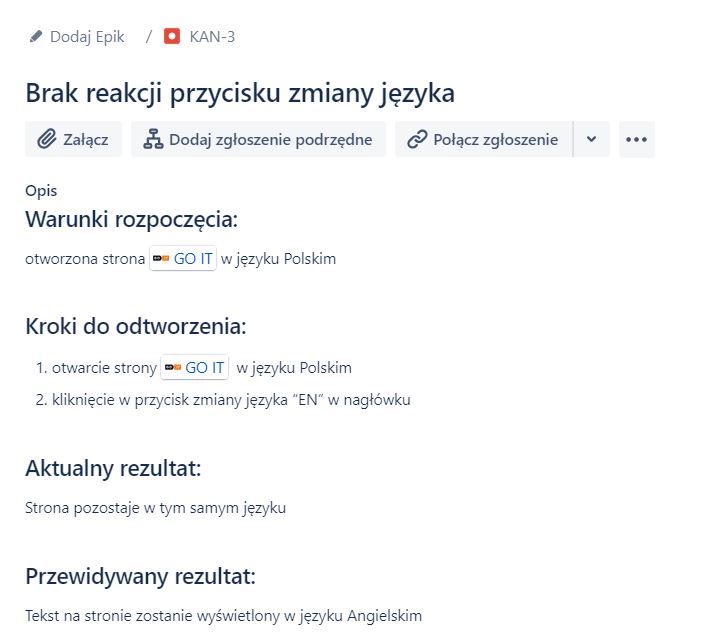 Dodaj Epik / KAN-3
Brak reakcji przycisku zmiany języka
Załącz Dodaj zgłoszenie podrzędne Połącz zgłoszenie
Opis
Warunki rozpoczęcia:
otworzona strona GO IT w języku Polskim
Kroki do odtworzenia:
1. otwarcie strony GO IT w języku Polskim
2. kliknięcie w przycisk zmiany języka “EN” w nagłówku
Aktualny rezultat:
Strona pozostaje w tym samym języku
Przewidywany rezultat:
Tekst na stronie zostanie wyświetlony w języku Angielskim